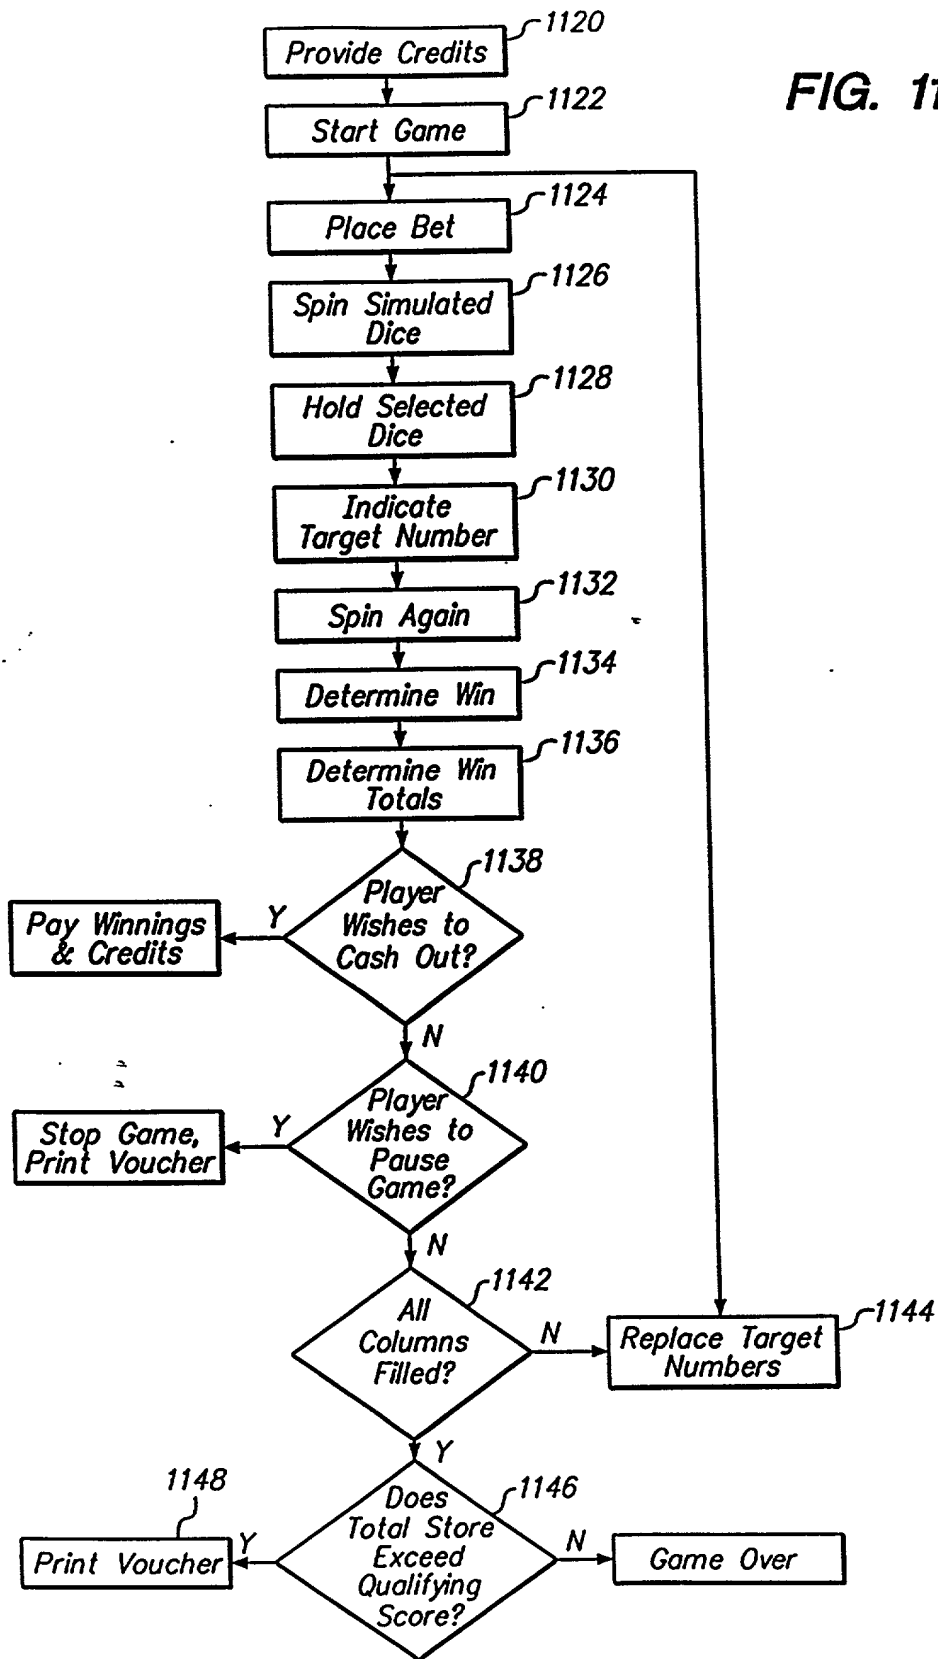 1120
Provide Credits
FIG. 11
1122
Start Game
1124
Place Bet
1126
Spin Simulated
Dice
1128
Hold Selected
Dice
1130
Indicate
Target Number
1132
Spin Again
1134
Determine Win
1136
Determine Win
Totals
1138
Player
Wishes to
Cash Out?
Y
Pay Winnings
& Credits
N
1140
Player
Wishes to
Pause
Game?
Y
Stop Game,
Print Voucher
N
1142
All
Columns
Filled?
N
1144
Replace Target
Numbers
Y
1146
Does
Total Store
Exceed
Qualifying
Score?
1148
Y
Print Voucher
N
Game Over